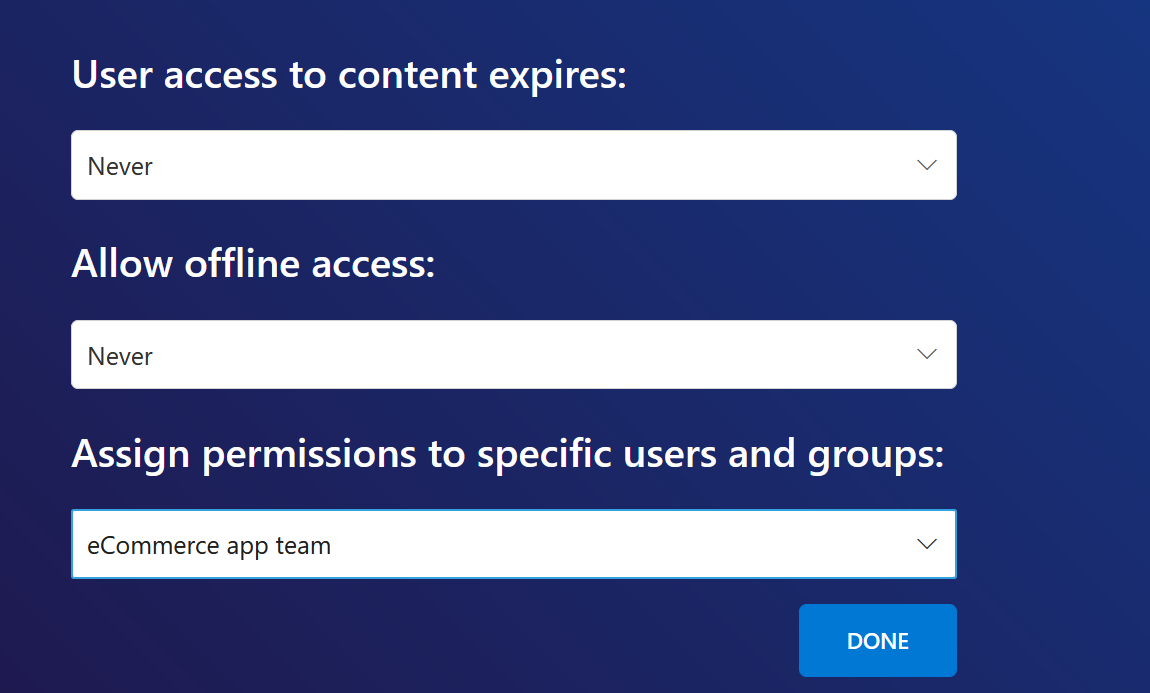 User access to content expires:
Never
Allow offline access:
Never
Assign permissions to specific users and groups:
eCommerce app team
DONE